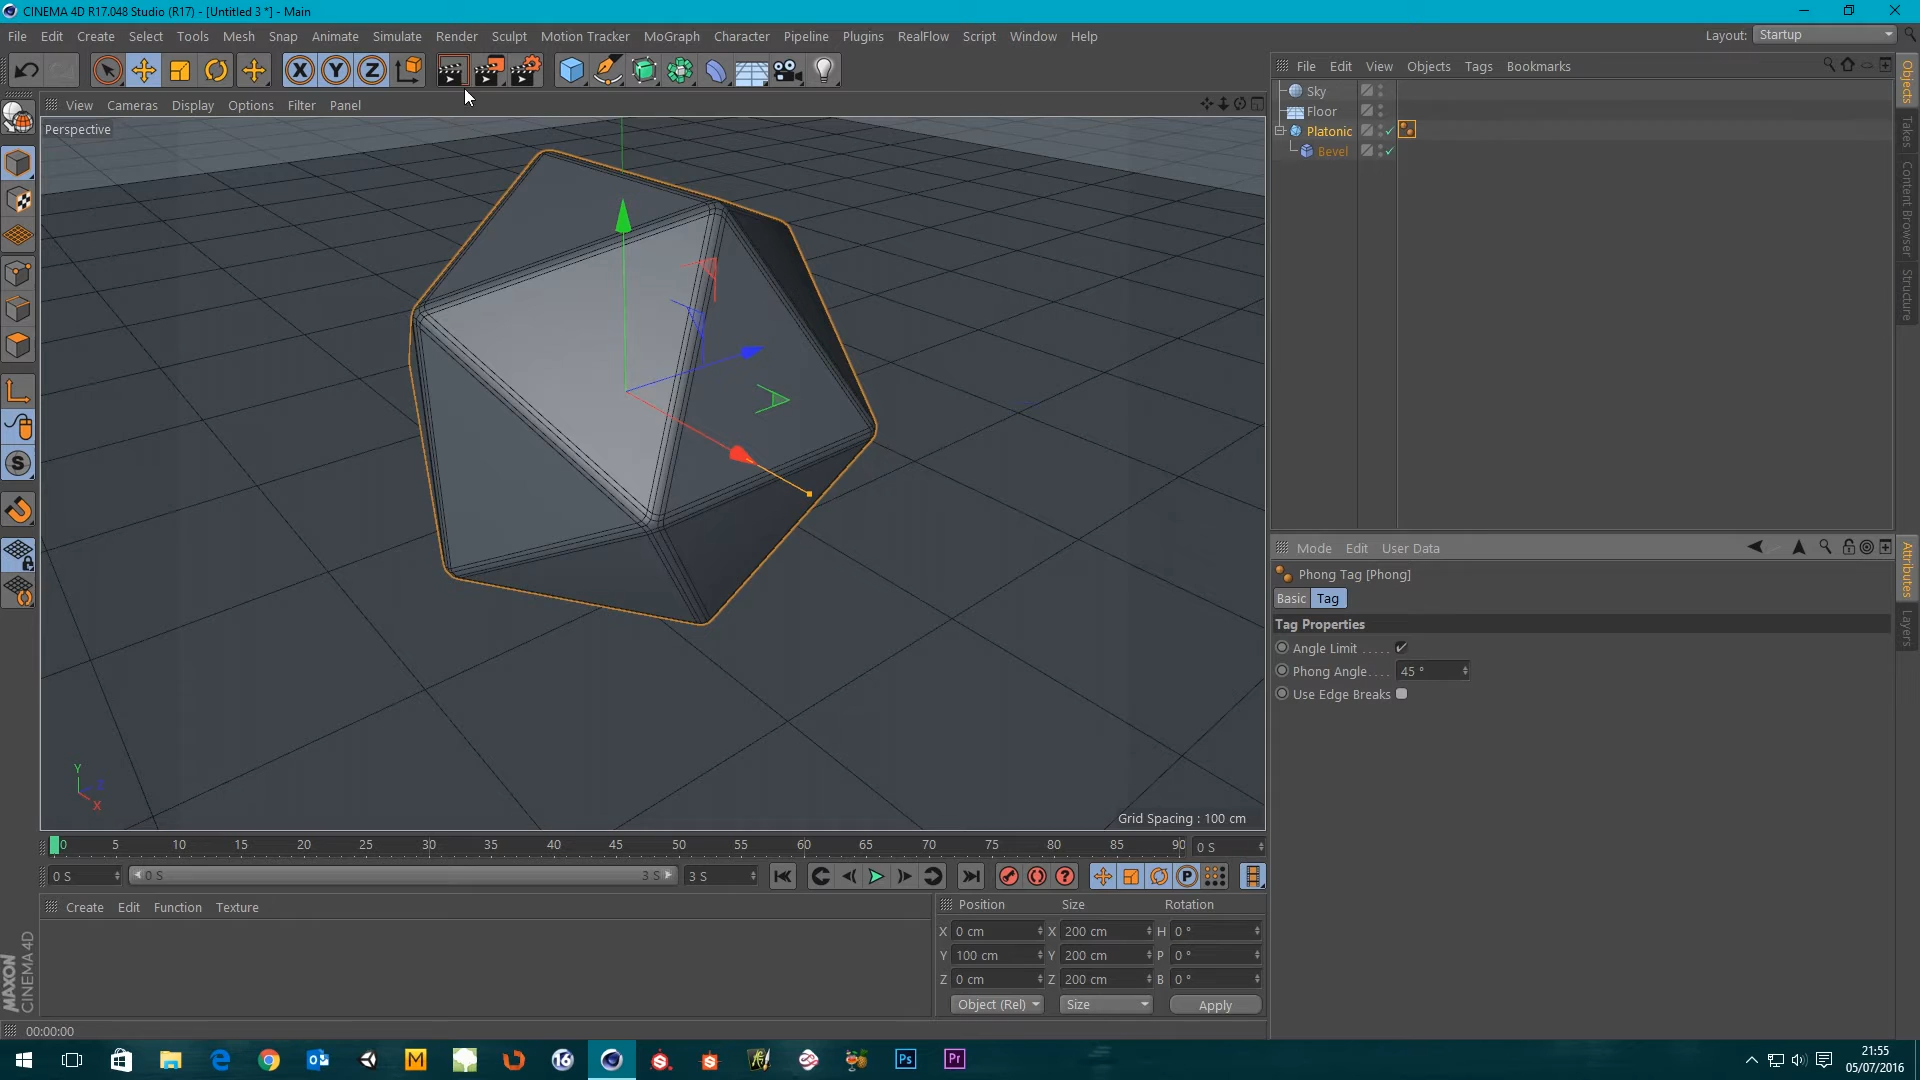 CINEMA 4D R17.048 Studio (R17) - [Untitled 3 *] - Main
File Edit Create Select Tools Mesh Snap Animate Simulate Render Sculpt Motion Tracker MoGraph Character Pipeline Plugins RealFlow Script Window Help
Layout: Startup
X Y Z
View Cameras Display Options Filter Panel
Perspective
Y
Z
X
Grid Spacing : 100 cm
File Edit View Objects Tags Bookmarks
Sky
Floor
Platonic
Bevel
Objects
Takes
Content Browser
Structure
Mode Edit User Data
Phong Tag [Phong]
Basic Tag
Tag Properties
Angle Limit .....
Phong Angle.... 45 °
Use Edge Breaks
Attributes
Layers
0 5 10 15 20 25 30 35 40 45 50 55 60 65 70 75 80 85 90 0 S
0 S 0 S 3 S 3 S
Create Edit Function Texture
Position Size Rotation
X 0 cm X 200 cm H 0 °
Y 100 cm Y 200 cm P 0 °
Z 0 cm Z 200 cm B 0 °
Object (Rel) Size Apply
MAXON
CINEMA 4D
00:00:00
21:55
05/07/2016